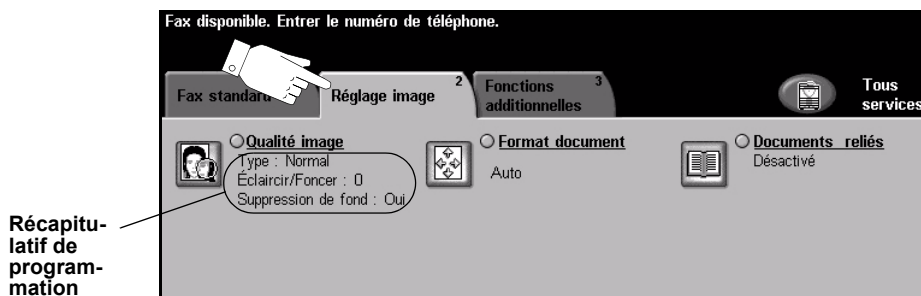 Fax disponible. Entrer le numéro de téléphone.
Fax standard
Réglage image
2
Fonctions
additionnelles
3
Tous
services
Qualité image
Type : Normal
Éclaircir/Foncer : 0
Suppression de fond : Oui
Format document
Auto
Documents reliés
Désactivé
Récapitu-
latif de
program-
mation